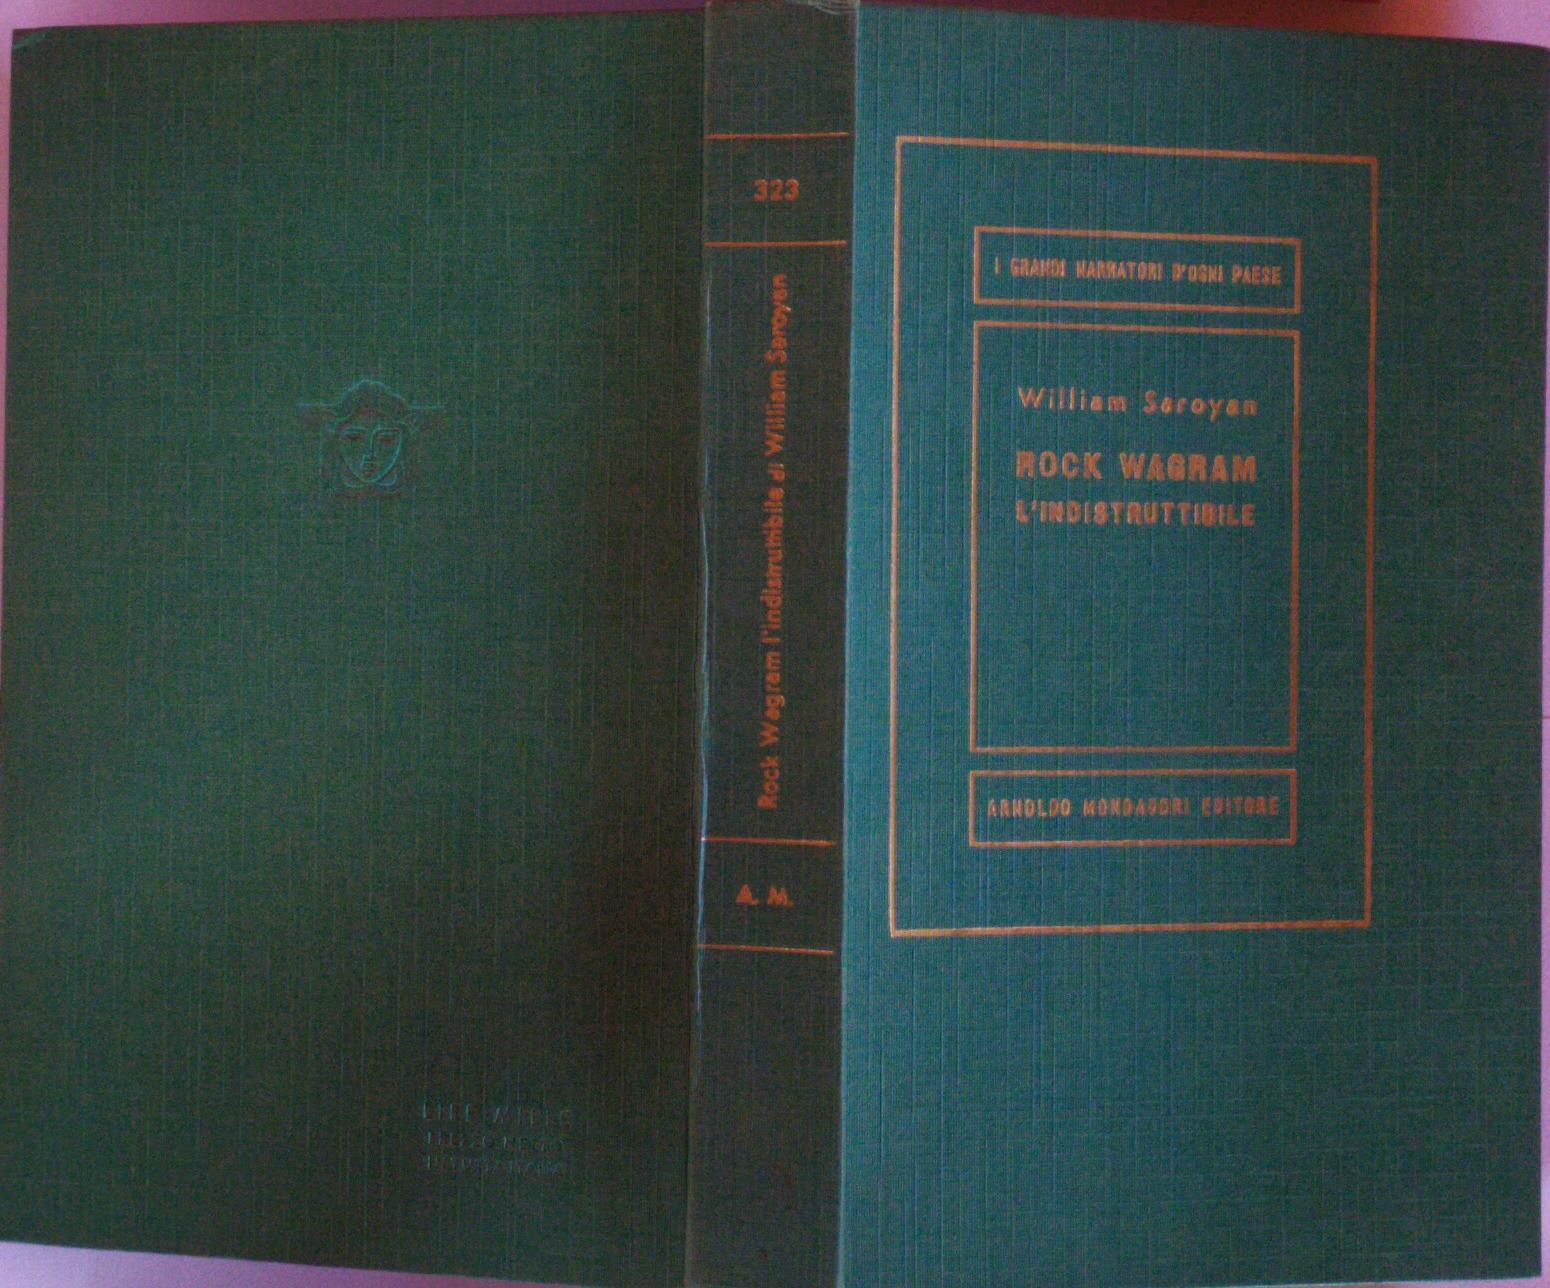 323
Rock Wagram l'indistruttibile di William Saroyan
A. M.
I GRANDI NARRATORI D'OGNI PAESE
William Saroyan
ROCK WAGRAM
L'INDISTRUTTIBILE
ARNOLDO MONDADORI EDITORE